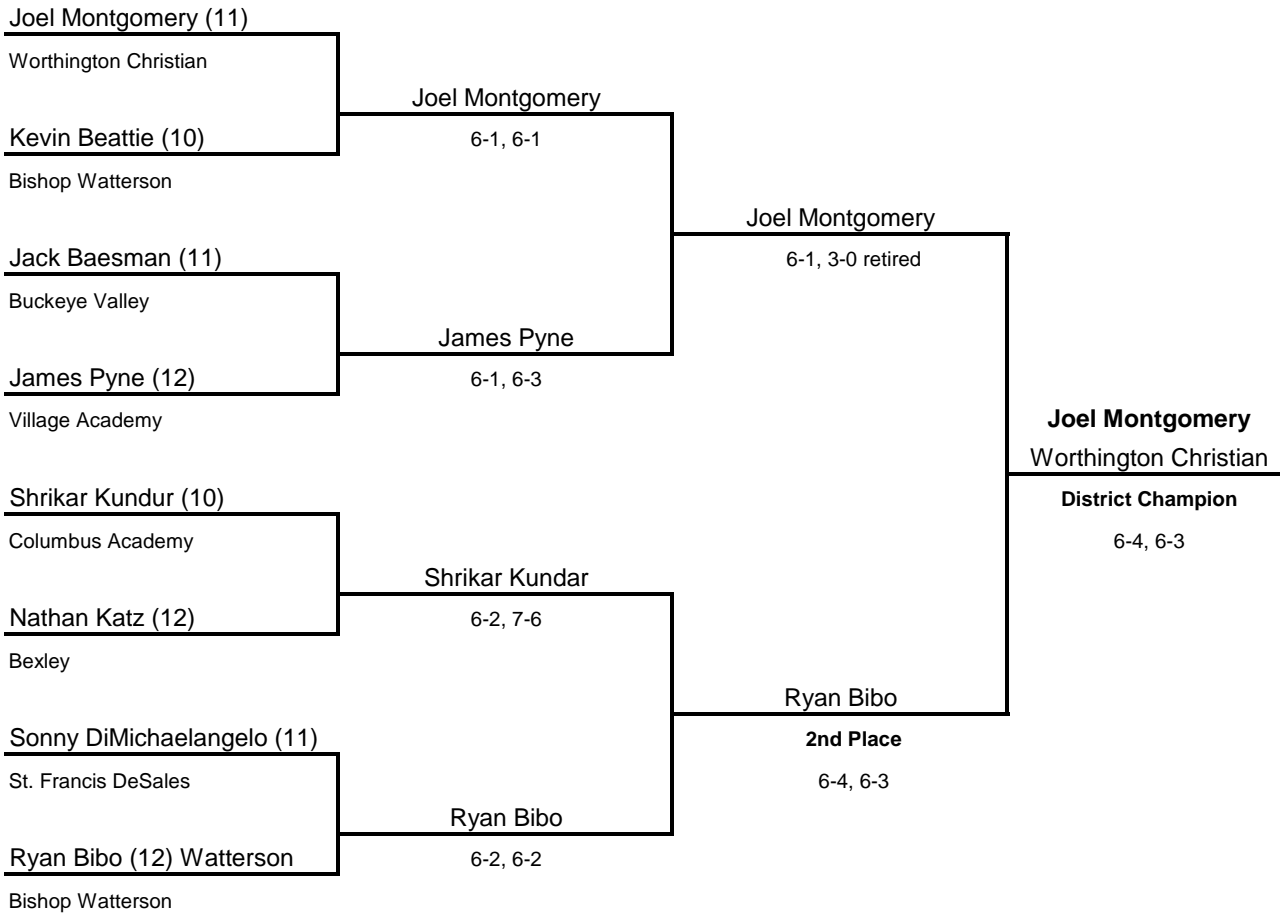 Joel Montgomery (11)
Worthington Christian
Joel Montgomery
Kevin Beattie (10)
6-1, 6-1
Bishop Watterson
Joel Montgomery
Jack Baesman (11)
6-1, 3-0 retired
Buckeye Valley
James Pyne
James Pyne (12)
6-1, 6-3
Village Academy
Joel Montgomery
Worthington Christian
Shrikar Kundur (10)
District Champion
Columbus Academy
6-4, 6-3
Shrikar Kundar
Nathan Katz (12)
6-2, 7-6
Bexley
Ryan Bibo
Sonny DiMichaelangelo (11)
2nd Place
St. Francis DeSales
6-4, 6-3
Ryan Bibo
Ryan Bibo (12) Watterson
6-2, 6-2
Bishop Watterson